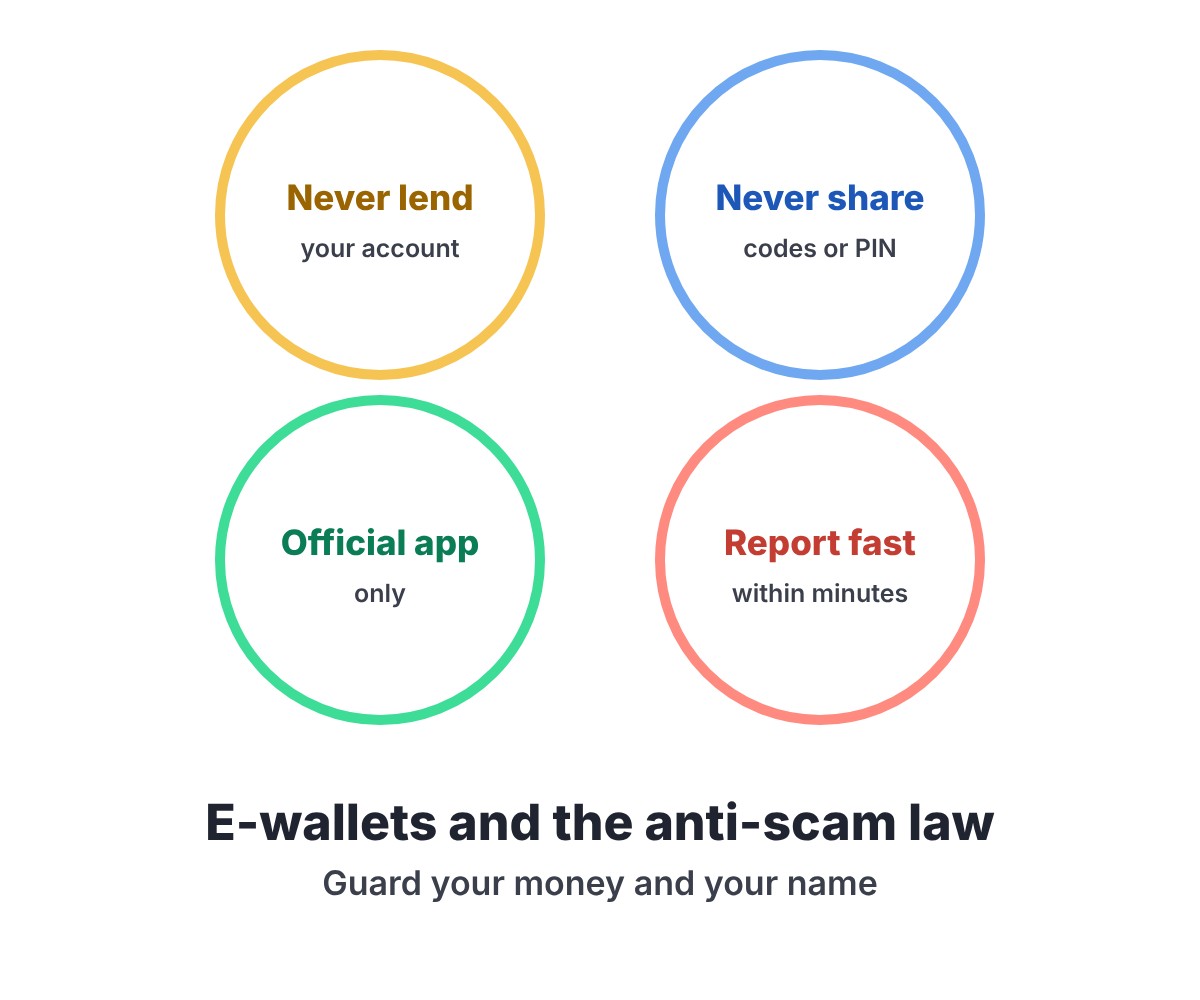 Never lend
your account
Never share
codes or PIN
Official app
only
Report fast
within minutes
E-wallets and the anti-scam law
Guard your money and your name